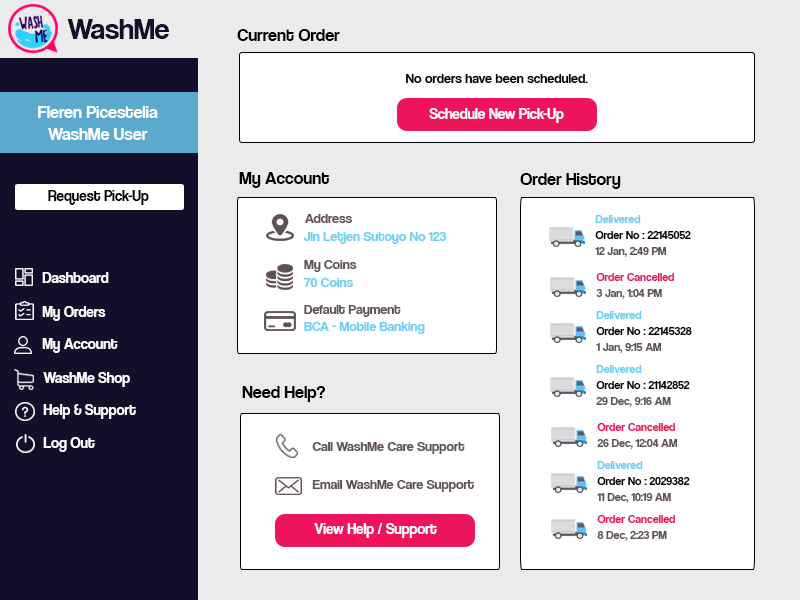 WASH
ME
WashMe
Fleren Picestelia
WashMe User
Request Pick-Up
Dashboard
My Orders
My Account
WashMe Shop
Help & Support
Log Out
Current Order
No orders have been scheduled.
Schedule New Pick-Up
My Account
Address
Jln Letjen Sutoyo No 123
My Coins
70 Coins
Default Payment
BCA - Mobile Banking
Need Help?
Call WashMe Care Support
Email WashMe Care Support
View Help / Support
Order History
Delivered
Order No : 22145052
12 Jan, 2:49 PM
Order Cancelled
3 Jan, 1:04 PM
Delivered
Order No : 22145328
1 Jan, 9:15 AM
Delivered
Order No : 21142852
29 Dec, 9:16 AM
Order Cancelled
26 Dec, 12:04 AM
Delivered
Order No : 2029382
11 Dec, 10:19 AM
Order Cancelled
8 Dec, 2:23 PM